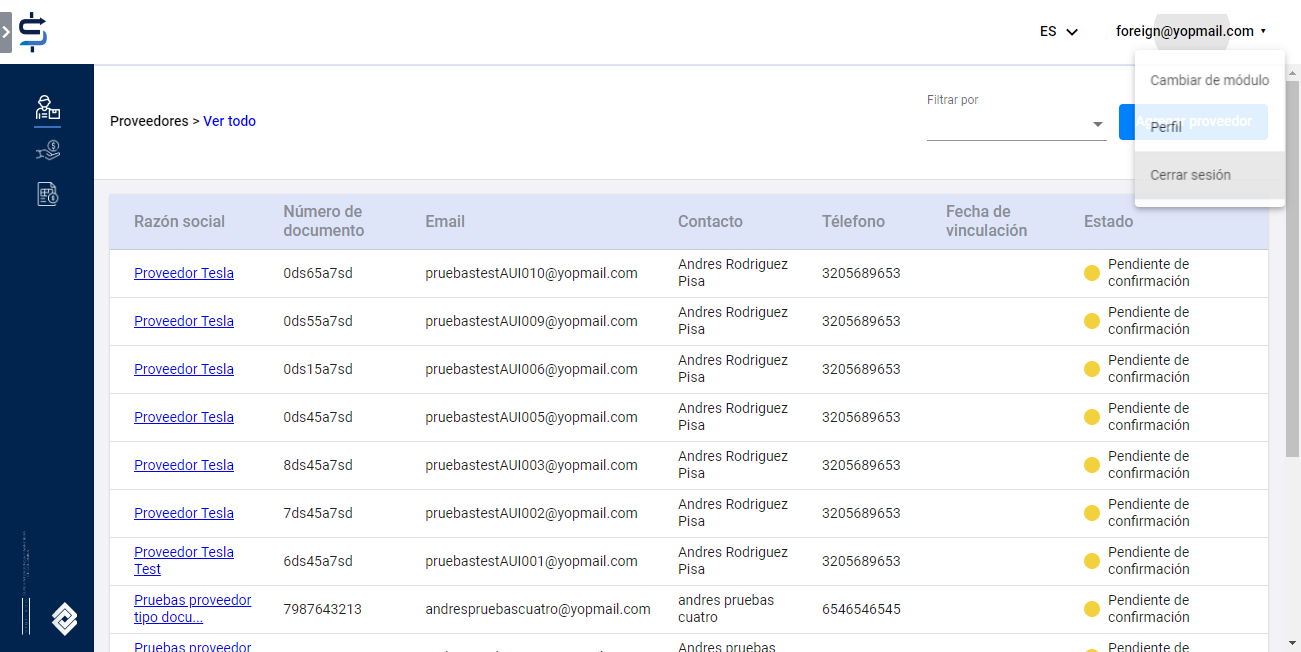 ES
foreign@yopmail.com
Cambiar de módulo
Perfil
Cerrar sesión
Proveedores > Ver todo
Filtrar por
Agregar proveedor
Razón social
Número de
documento
Email
Contacto
Télefono
Fecha de
vinculación
Estado
Proveedor Tesla
0ds65a7sd
pruebastestAUI010@yopmail.com
Andres Rodriguez
Pisa
3205689653
Pendiente de
confirmación
Proveedor Tesla
0ds55a7sd
pruebastestAUI009@yopmail.com
Andres Rodriguez
Pisa
3205689653
Pendiente de
confirmación
Proveedor Tesla
0ds15a7sd
pruebastestAUI006@yopmail.com
Andres Rodriguez
Pisa
3205689653
Pendiente de
confirmación
Proveedor Tesla
0ds45a7sd
pruebastestAUI005@yopmail.com
Andres Rodriguez
Pisa
3205689653
Pendiente de
confirmación
Proveedor Tesla
8ds45a7sd
pruebastestAUI003@yopmail.com
Andres Rodriguez
Pisa
3205689653
Pendiente de
confirmación
Proveedor Tesla
7ds45a7sd
pruebastestAUI002@yopmail.com
Andres Rodriguez
Pisa
3205689653
Pendiente de
confirmación
Proveedor Tesla
Test
6ds45a7sd
pruebastestAUI001@yopmail.com
Andres Rodriguez
Pisa
3205689653
Pendiente de
confirmación
Pruebas proveedor
tipo docu...
7987643213
andrespruebascuatro@yopmail.com
andres pruebas
cuatro
6546546545
Pendiente de
confirmación
Pruebas proveedor
Andres pruebas
Pendiente de